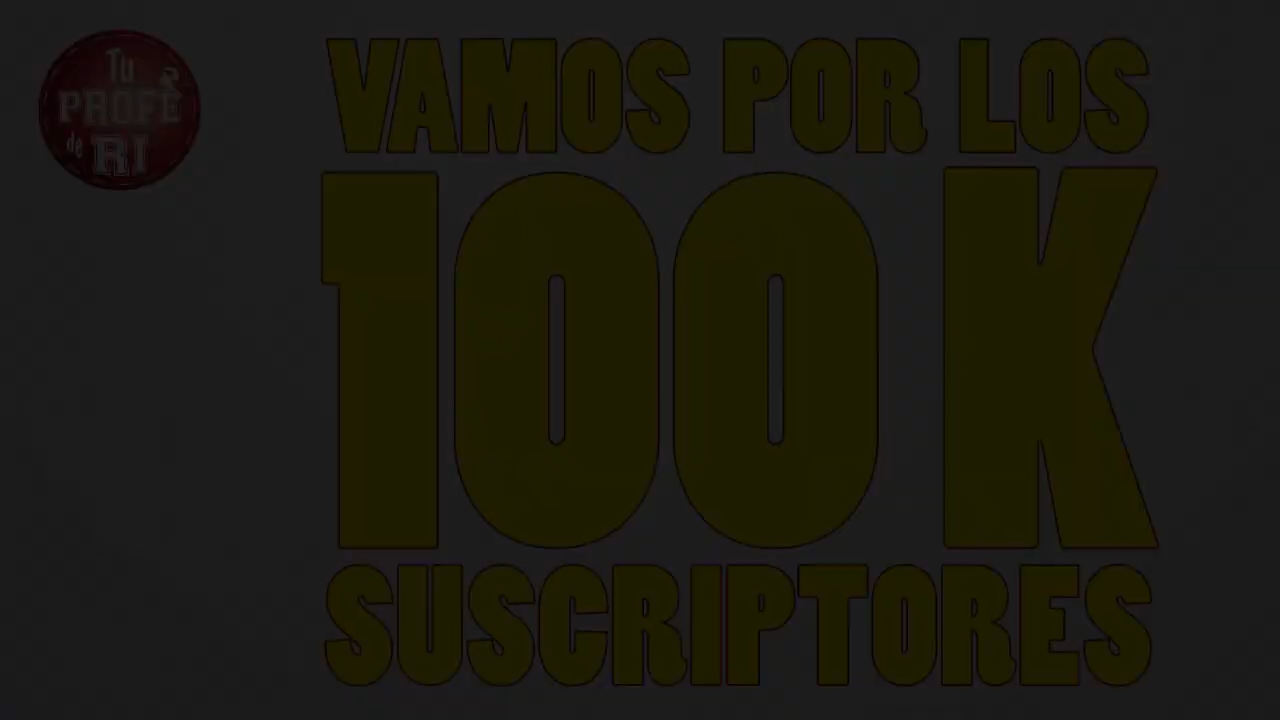 Tu
PROFE
de RI
VAMOS POR LOS
100 K
SUSCRIPTORES